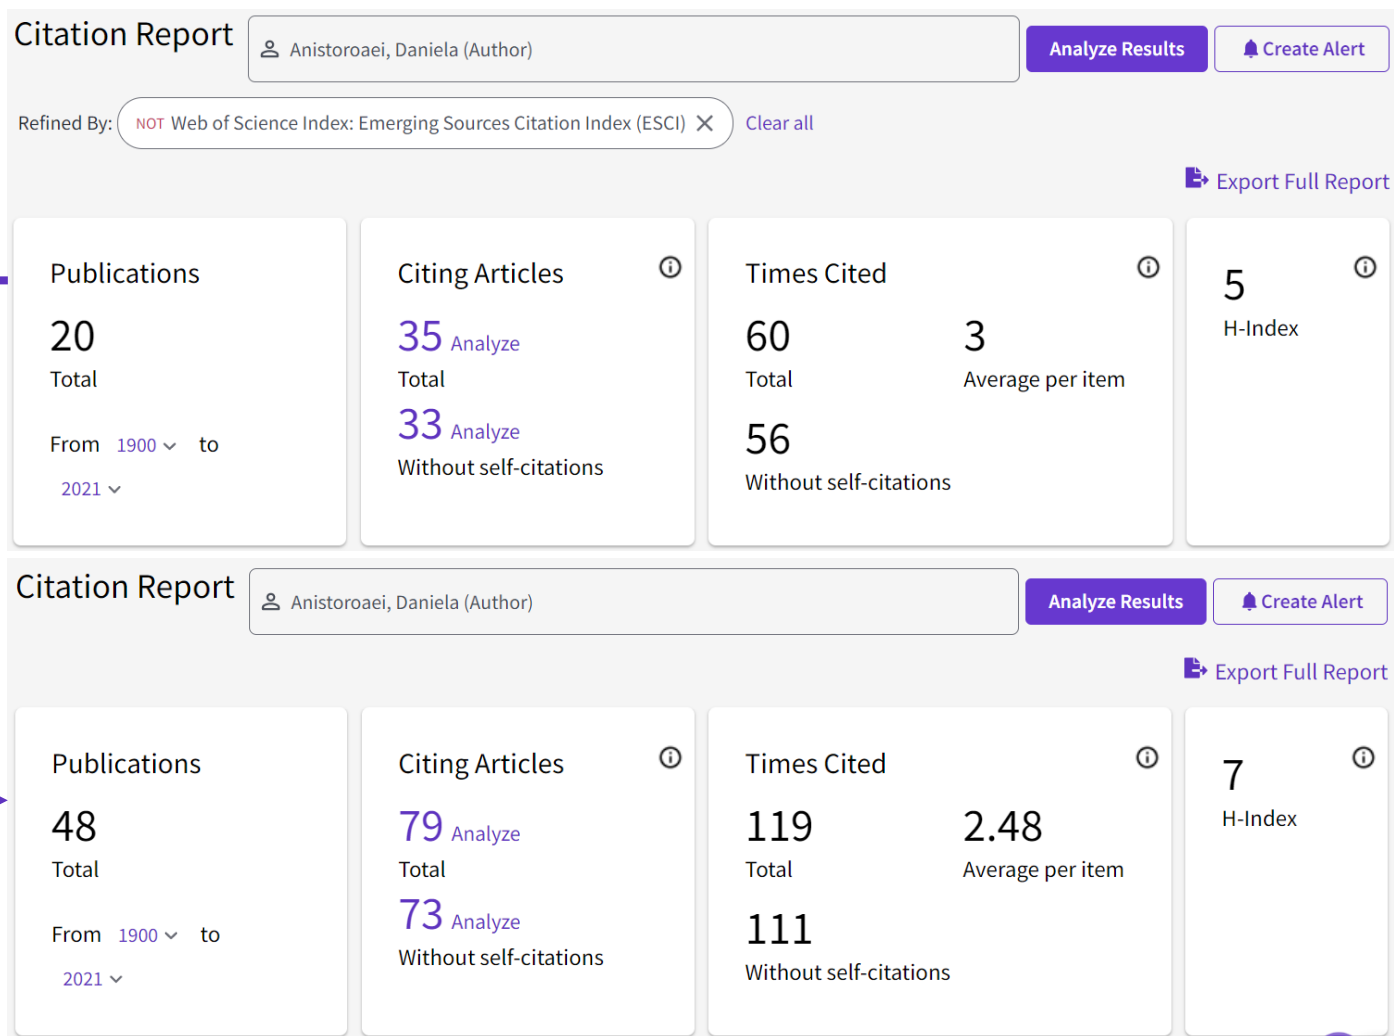 Citation Report
Anistoroaei, Daniela (Author)
Analyze Results
Create Alert
Refined By:
NOT Web of Science Index: Emerging Sources Citation Index (ESCI)
Clear all
Export Full Report
Publications
20
Total
From 1900 to
2021
Citing Articles
35 Analyze
Total
33 Analyze
Without self-citations
Times Cited
60
Total
3
Average per item
56
Without self-citations
5
H-Index
Citation Report
Anistoroaei, Daniela (Author)
Analyze Results
Create Alert
Export Full Report
Publications
48
Total
From 1900 to
2021
Citing Articles
79 Analyze
Total
73 Analyze
Without self-citations
Times Cited
119
Total
2.48
Average per item
111
Without self-citations
7
H-Index